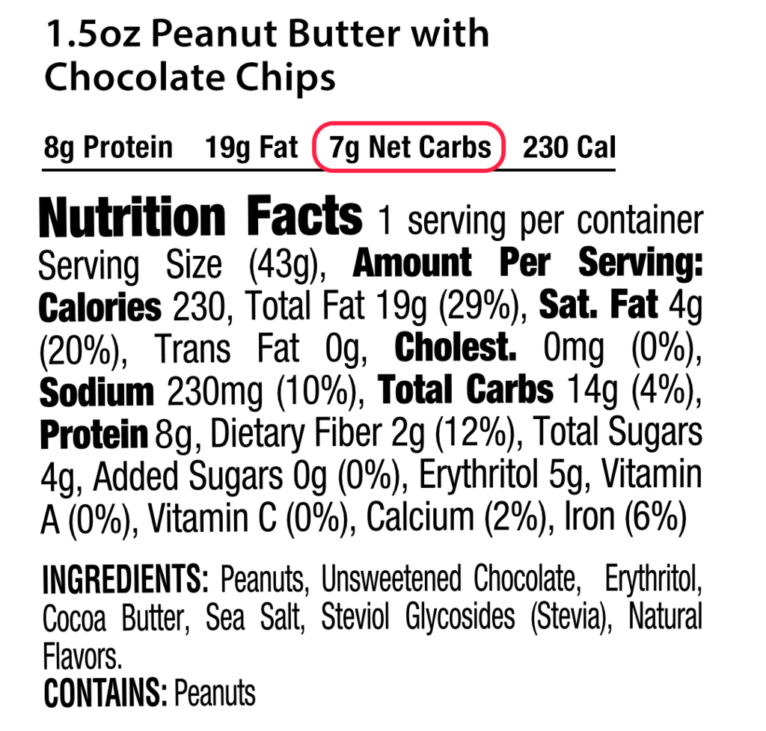 1.5oz Peanut Butter with
Chocolate Chips
8g Protein 19g Fat 7g Net Carbs 230 Cal
Nutrition Facts 1 serving per container
Serving Size (43g), Amount Per Serving:
Calories 230, Total Fat 19g (29%), Sat. Fat 4g
(20%), Trans Fat 0g, Cholest. 0mg (0%),
Sodium 230mg (10%), Total Carbs 14g (4%),
Protein 8g, Dietary Fiber 2g (12%), Total Sugars
4g, Added Sugars 0g (0%), Erythritol 5g, Vitamin
A (0%), Vitamin C (0%), Calcium (2%), Iron (6%)
INGREDIENTS: Peanuts, Unsweetened Chocolate, Erythritol,
Cocoa Butter, Sea Salt, Steviol Glycosides (Stevia), Natural
Flavors.
CONTAINS: Peanuts